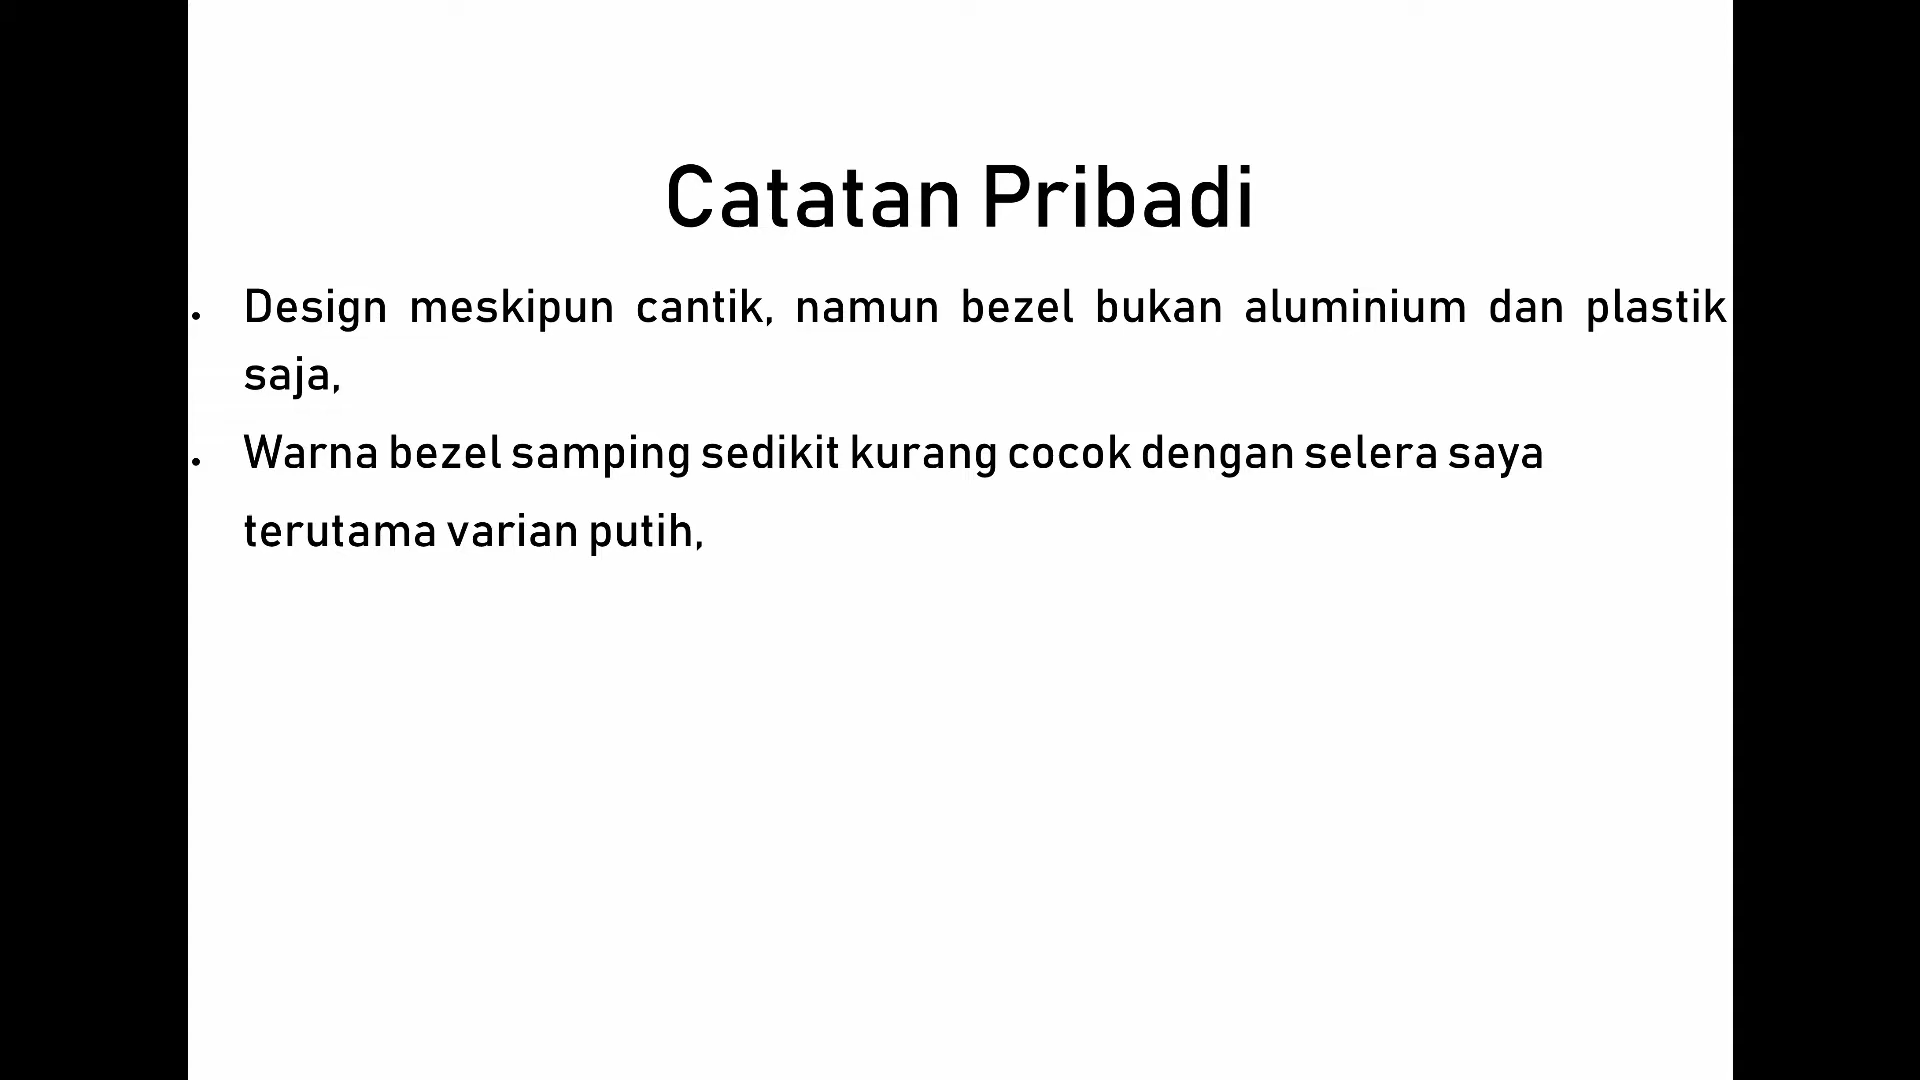 Catatan Pribadi
• Design meskipun cantik, namun bezel bukan aluminium dan plastik
saja,
• Warna bezel samping sedikit kurang cocok dengan selera saya
terutama varian putih,